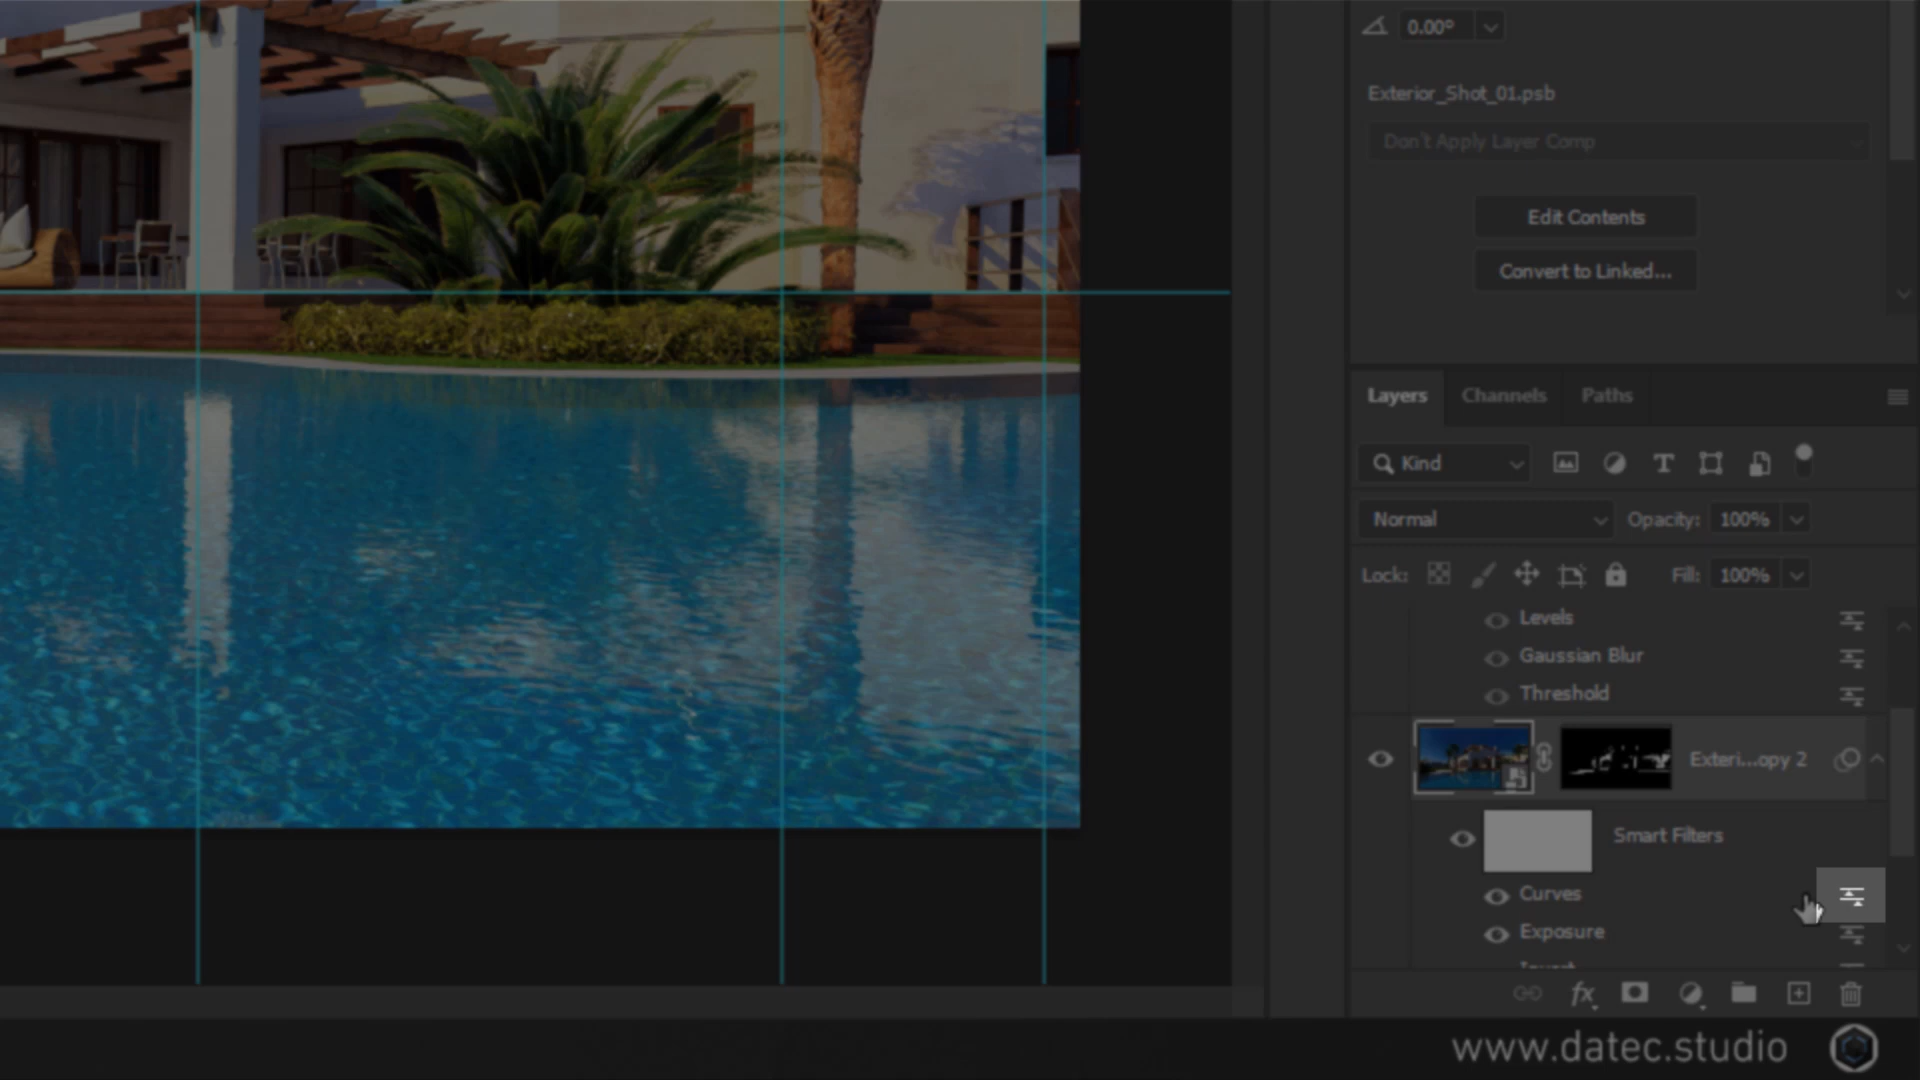 0.00°
Exterior_Shot_01.psb
Don't Apply Layer Comp
Edit Contents
Convert to Linked...
Layers Channels Paths
Kind T
Normal Opacity: 100%
Lock: Fill: 100%
Levels
Gaussian Blur
Threshold
Exteri...opy 2
Smart Filters
Curves
Exposure
fx
www.datec.studio